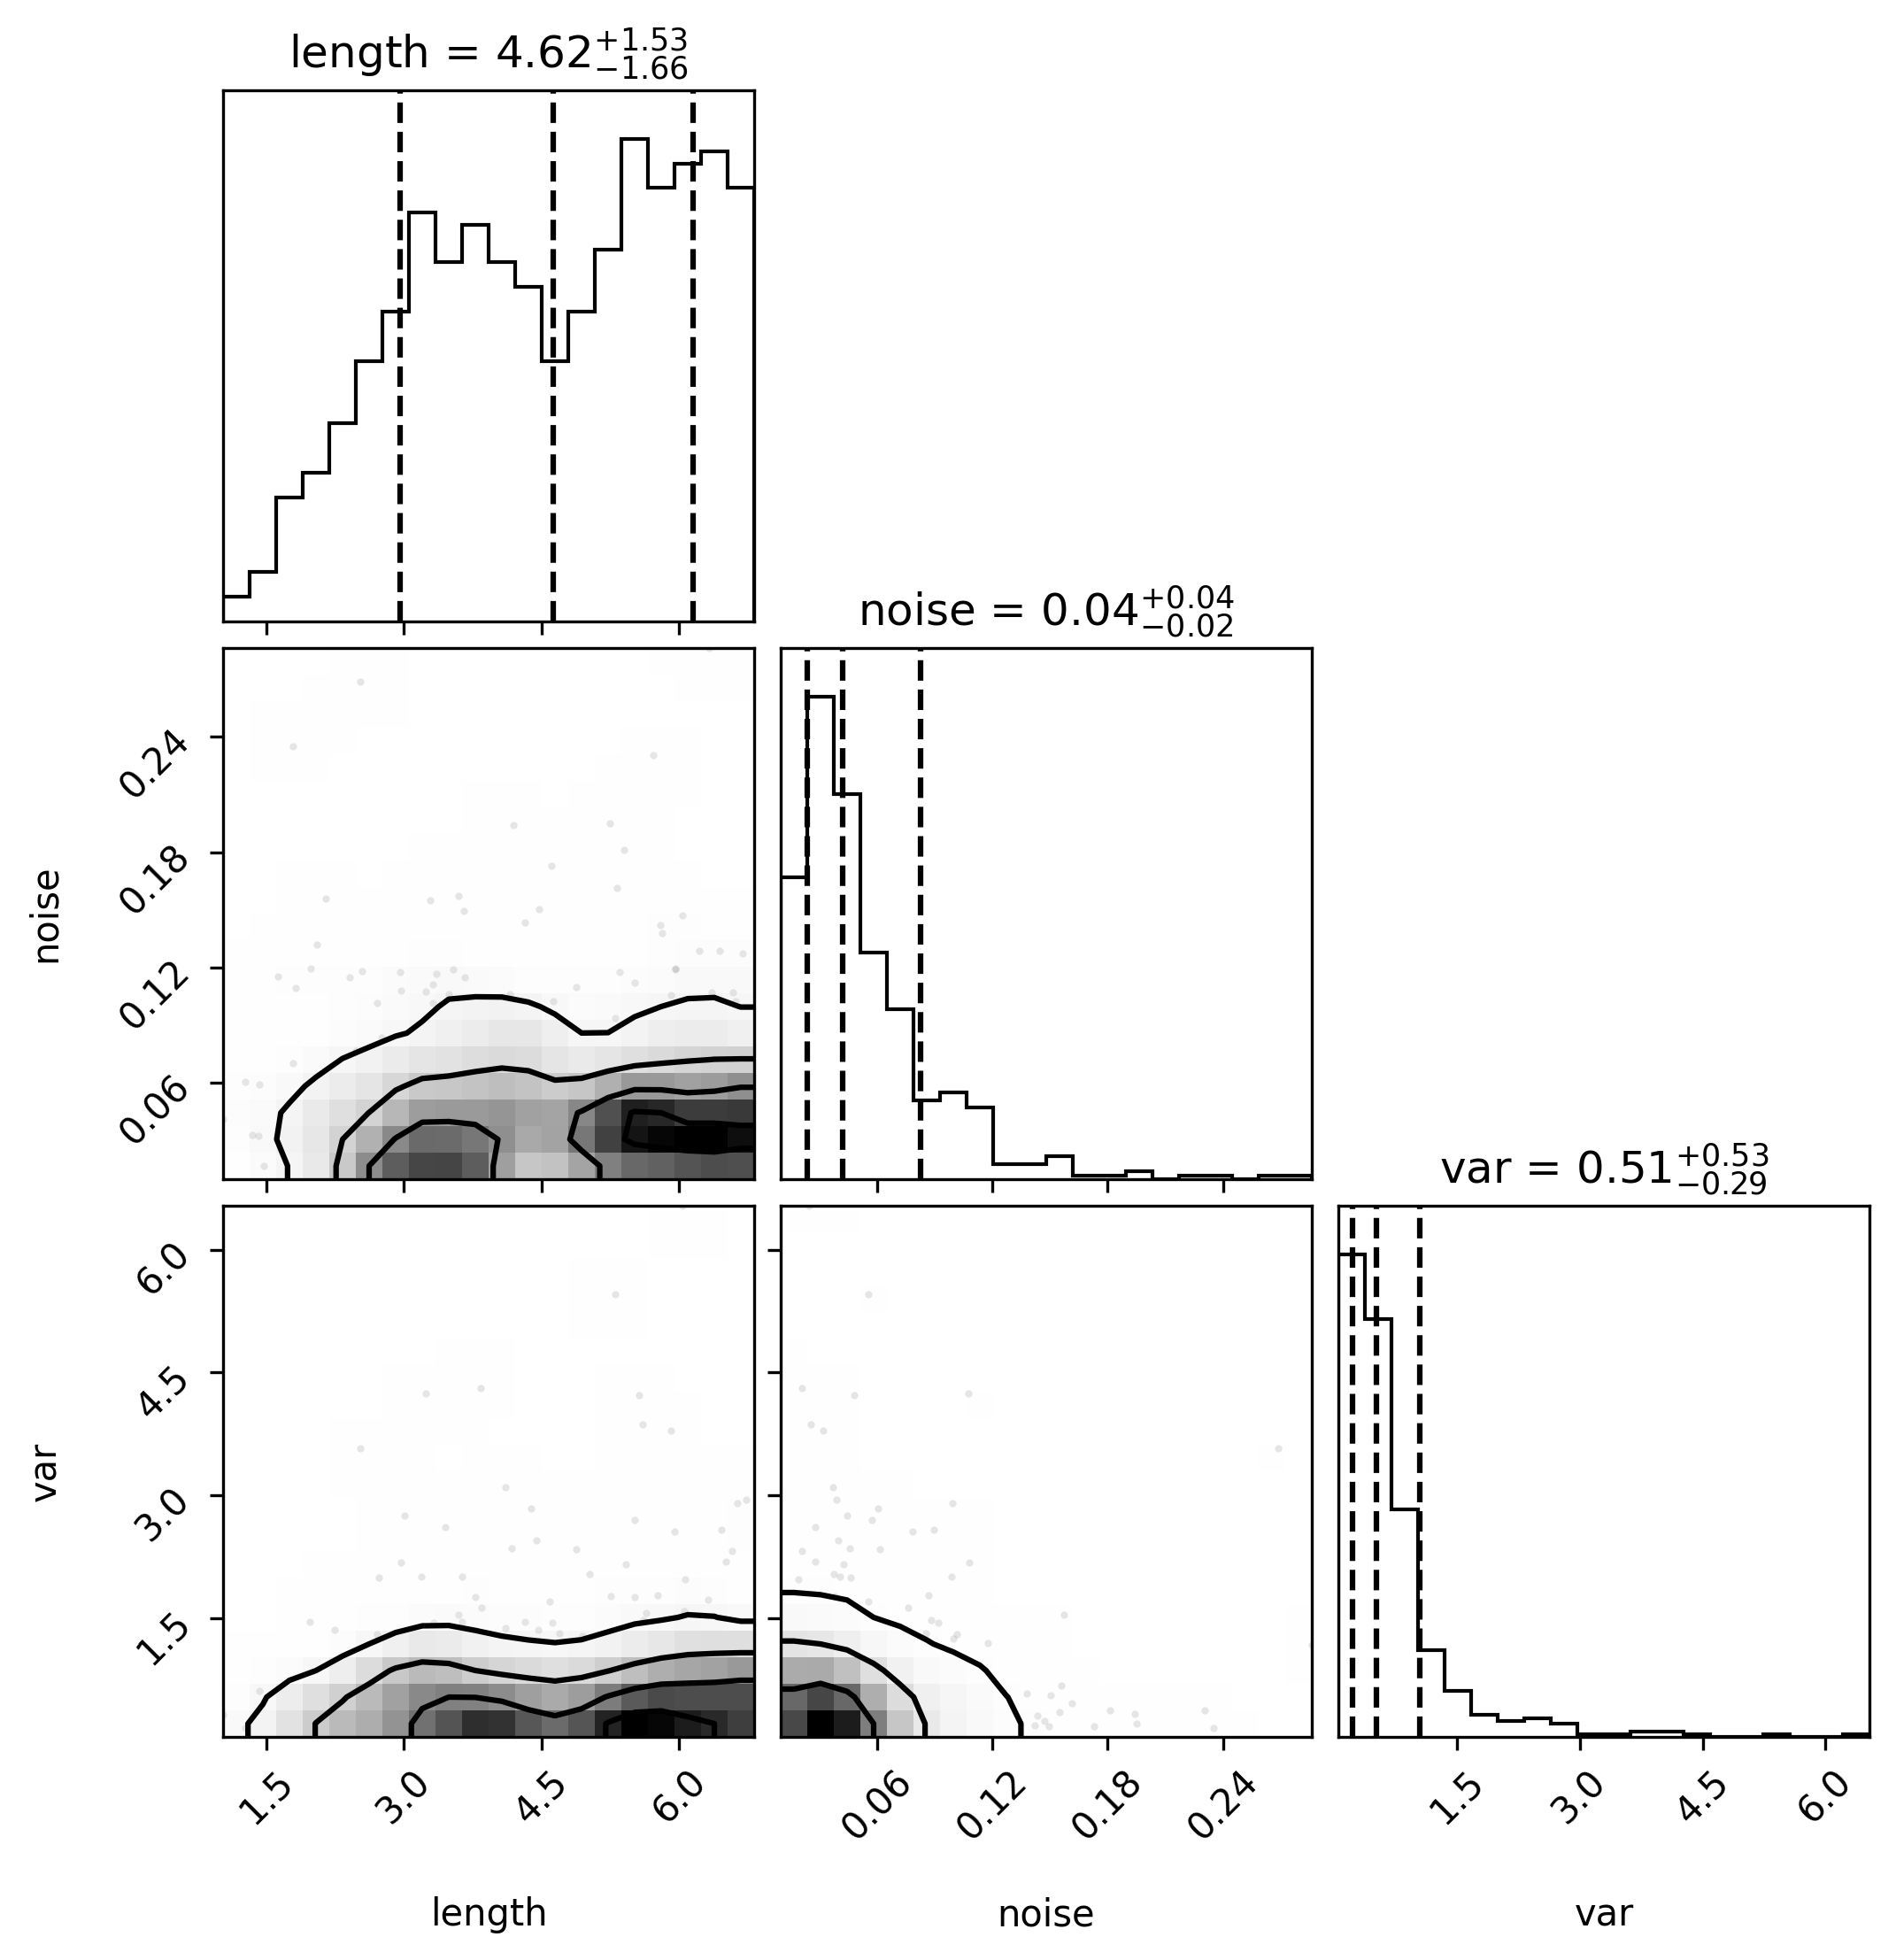 length = 4.62+1.53−1.66
noise = 0.04+0.04−0.02
0.24
0.18
noise
0.12
0.06
var = 0.51+0.53−0.29
6.0
4.5
var
3.0
1.5
1.5 3.0 4.5 6.0 0.06 0.12 0.18 0.24 1.5 3.0 4.5 6.0
length noise var